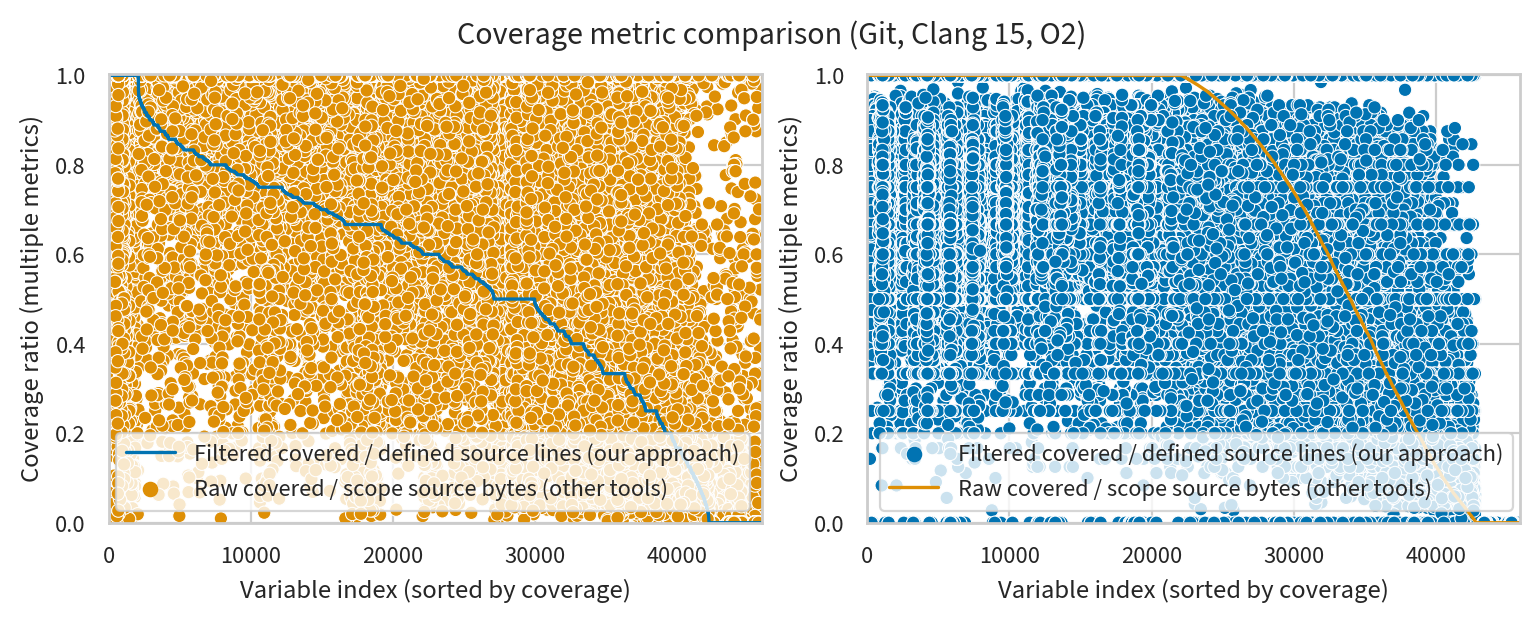 Coverage metric comparison (Git, Clang 15, O2)
Coverage ratio (multiple metrics)
1.0
0.8
0.6
0.4
0.2
0.0
Filtered covered / defined source lines (our approach)
Raw covered / scope source bytes (other tools)
0 10000 20000 30000 40000
Variable index (sorted by coverage)
Coverage ratio (multiple metrics)
1.0
0.8
0.6
0.4
0.2
0.0
Filtered covered / defined source lines (our approach)
Raw covered / scope source bytes (other tools)
0 10000 20000 30000 40000
Variable index (sorted by coverage)